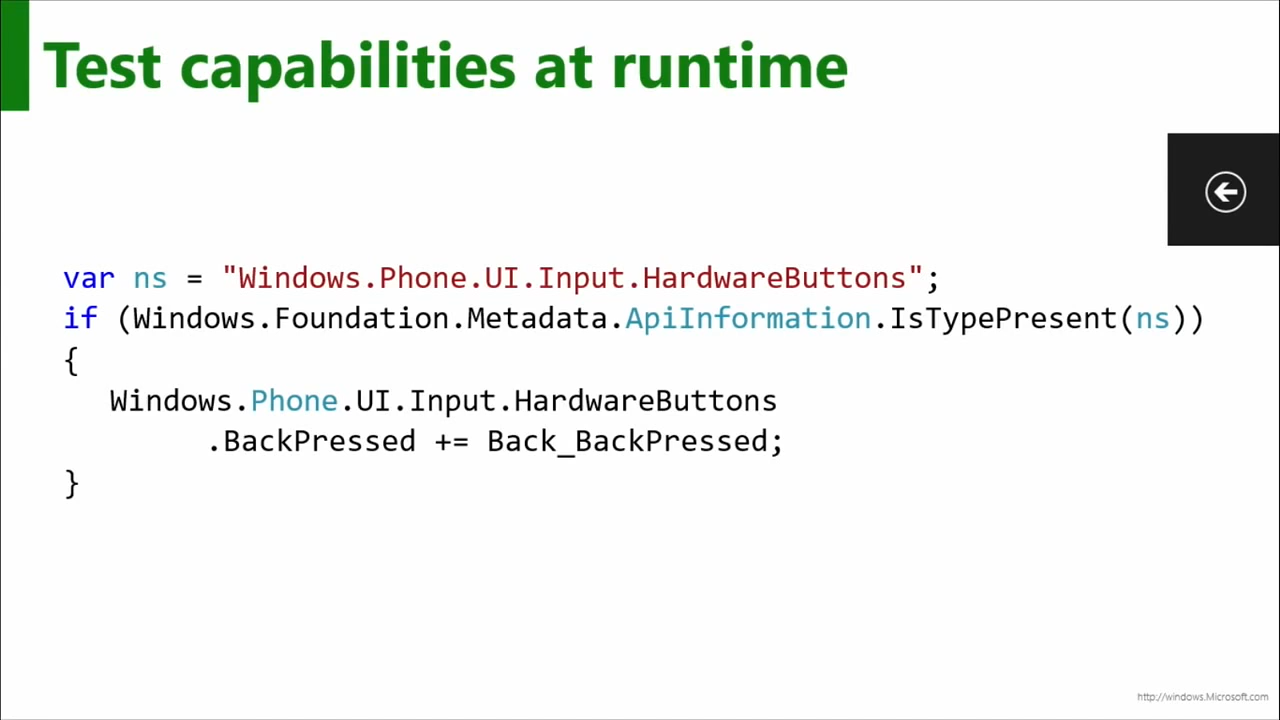 Test capabilities at runtime
var ns = "Windows.Phone.UI.Input.HardwareButtons";
if (Windows.Foundation.Metadata.ApiInformation.IsTypePresent(ns))
{
Windows.Phone.UI.Input.HardwareButtons
.BackPressed += Back_BackPressed;
}
http://windows.Microsoft.com